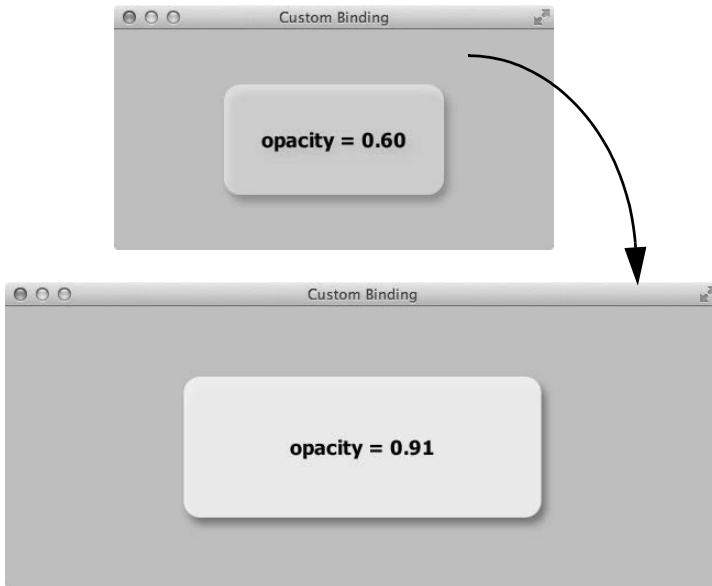 Custom Binding
opacity = 0.60
Custom Binding
opacity = 0.91